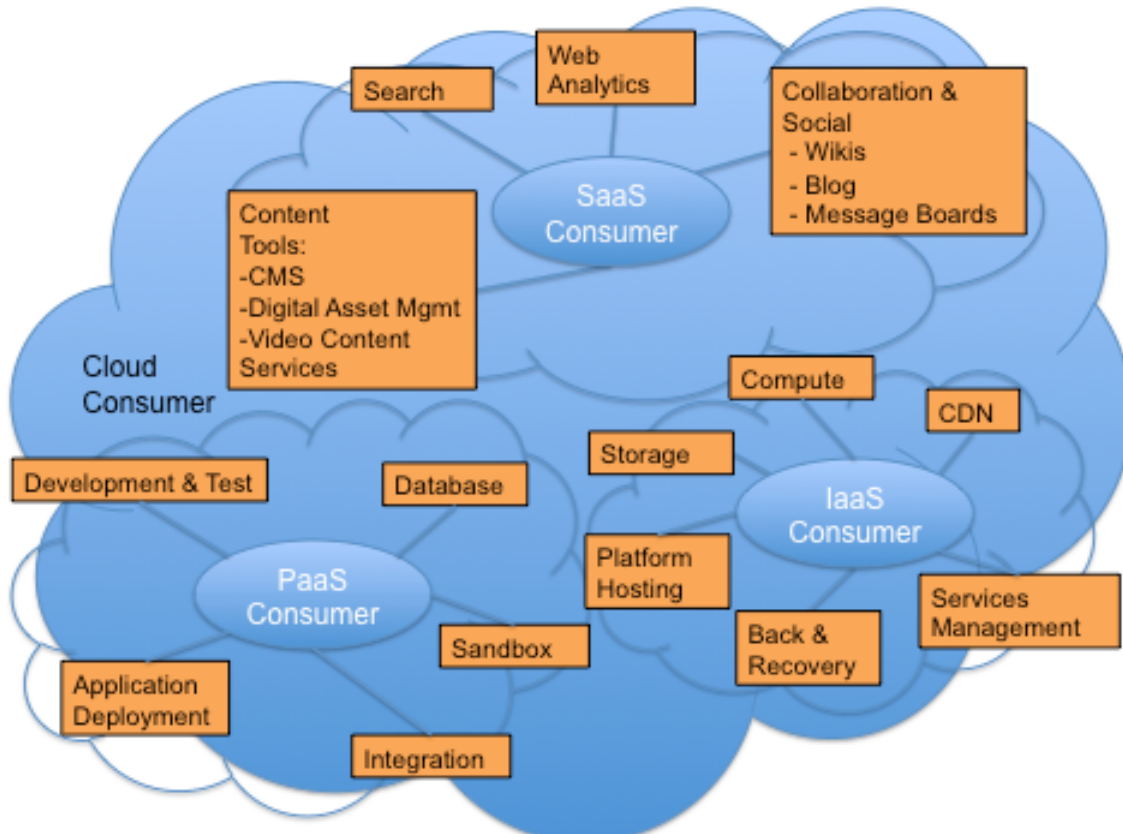 Search
Web
Analytics
Collaboration &
Social
- Wikis
- Blog
- Message Boards
SaaS
Consumer
Content
Tools:
-CMS
-Digital Asset Mgmt
-Video Content
Services
Cloud
Consumer
Compute
CDN
Storage
IaaS
Consumer
Platform
Hosting
Back &
Recovery
Services
Management
Development & Test
Database
PaaS
Consumer
Sandbox
Application
Deployment
Integration